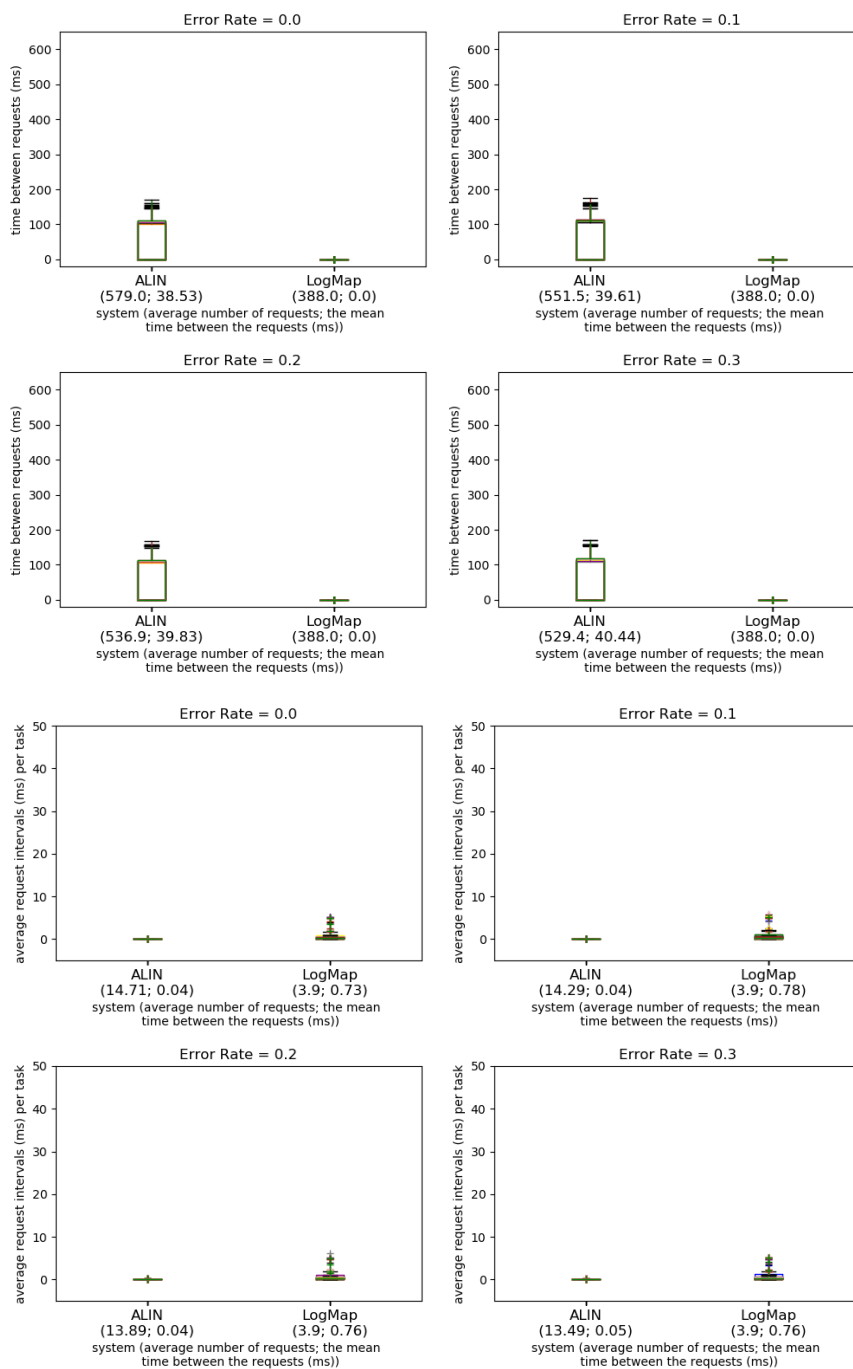 Error Rate = 0.0
time between requests (ms)
600
500
400
300
200
100
0
ALIN
(579.0; 38.53)
LogMap
(388.0; 0.0)
system (average number of requests; the mean
time between the requests (ms))
Error Rate = 0.1
time between requests (ms)
600
500
400
300
200
100
0
ALIN
(551.5; 39.61)
LogMap
(388.0; 0.0)
system (average number of requests; the mean
time between the requests (ms))
Error Rate = 0.2
time between requests (ms)
600
500
400
300
200
100
0
ALIN
(536.9; 39.83)
LogMap
(388.0; 0.0)
system (average number of requests; the mean
time between the requests (ms))
Error Rate = 0.3
time between requests (ms)
600
500
400
300
200
100
0
ALIN
(529.4; 40.44)
LogMap
(388.0; 0.0)
system (average number of requests; the mean
time between the requests (ms))
Error Rate = 0.0
average request intervals (ms) per task
50
40
30
20
10
0
ALIN
(14.71; 0.04)
LogMap
(3.9; 0.73)
system (average number of requests; the mean
time between the requests (ms))
Error Rate = 0.1
average request intervals (ms) per task
50
40
30
20
10
0
ALIN
(14.29; 0.04)
LogMap
(3.9; 0.78)
system (average number of requests; the mean
time between the requests (ms))
Error Rate = 0.2
average request intervals (ms) per task
50
40
30
20
10
0
ALIN
(13.89; 0.04)
LogMap
(3.9; 0.76)
system (average number of requests; the mean
time between the requests (ms))
Error Rate = 0.3
average request intervals (ms) per task
50
40
30
20
10
0
ALIN
(13.49; 0.05)
LogMap
(3.9; 0.76)
system (average number of requests; the mean
time between the requests (ms))